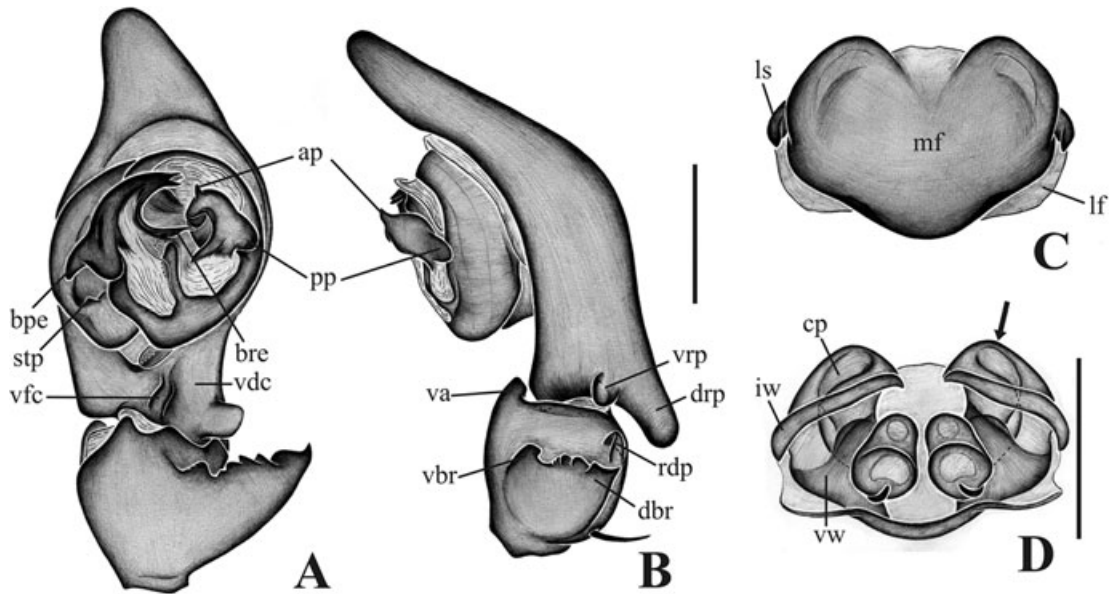 ap
pp
bpe
stp
vfc
bre
vdc
A
va
vbr
vrp
drp
rdp
dbr
B
ls
mf
lf
C
cp
iw
vw
D